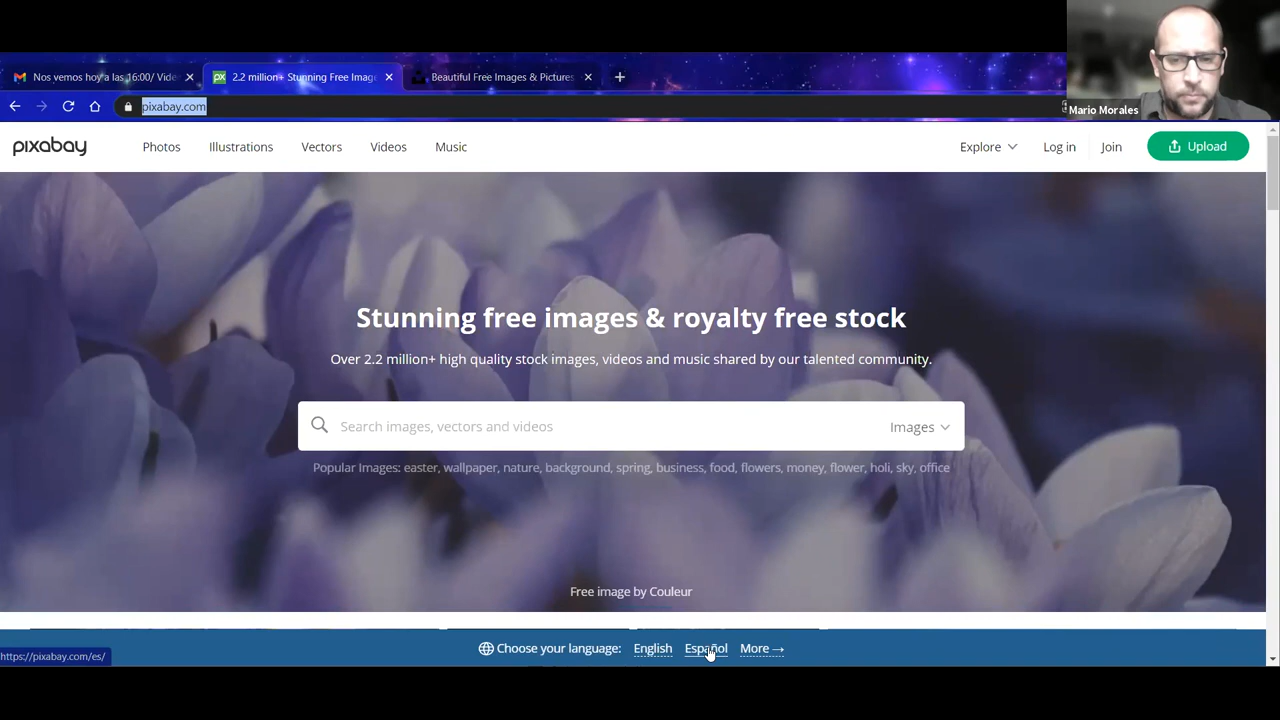 Mario Morales
Nos vemos hoy a las 16:00/ Vide
2.2 million+ Stunning Free Imag
Beautiful Free Images & Pictures
pixabay.com
pixabay
Photos
Illustrations
Vectors
Videos
Music
Explore
Log in
Join
Upload
Stunning free images & royalty free stock
Over 2.2 million+ high quality stock images, videos and music shared by our talented community.
Search images, vectors and videos
Images
Popular Images: easter, wallpaper, nature, background, spring, business, food, flowers, money, flower, holi, sky, office
Free image by Couleur
Choose your language: English Español More →
https://pixabay.com/es/